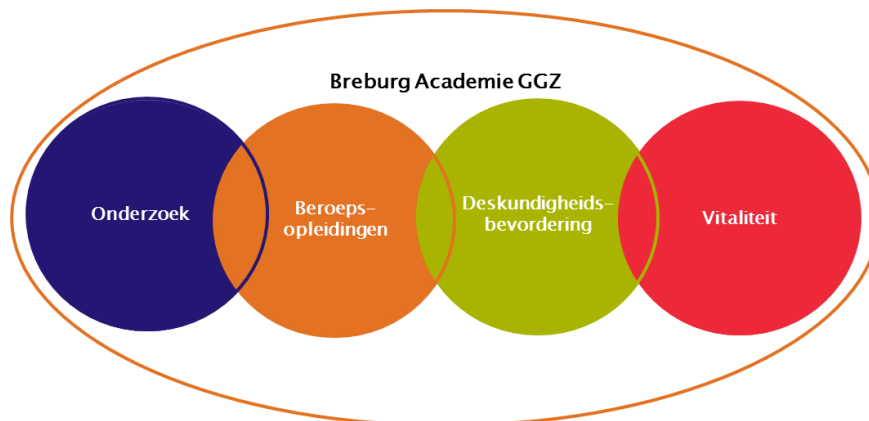 Breburg Academie GGZ
Onderzoek
Beroeps-
opleidingen
Deskundigheids-
bevordering
Vitaliteit